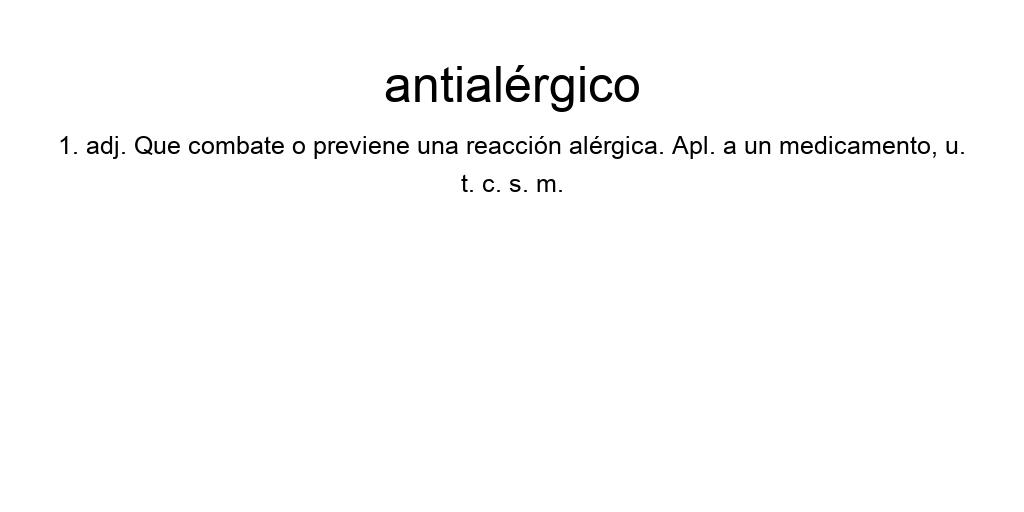 antialérgico
1. adj. Que combate o previene una reacción alérgica. Apl. a un medicamento, u.
t. c. s. m.